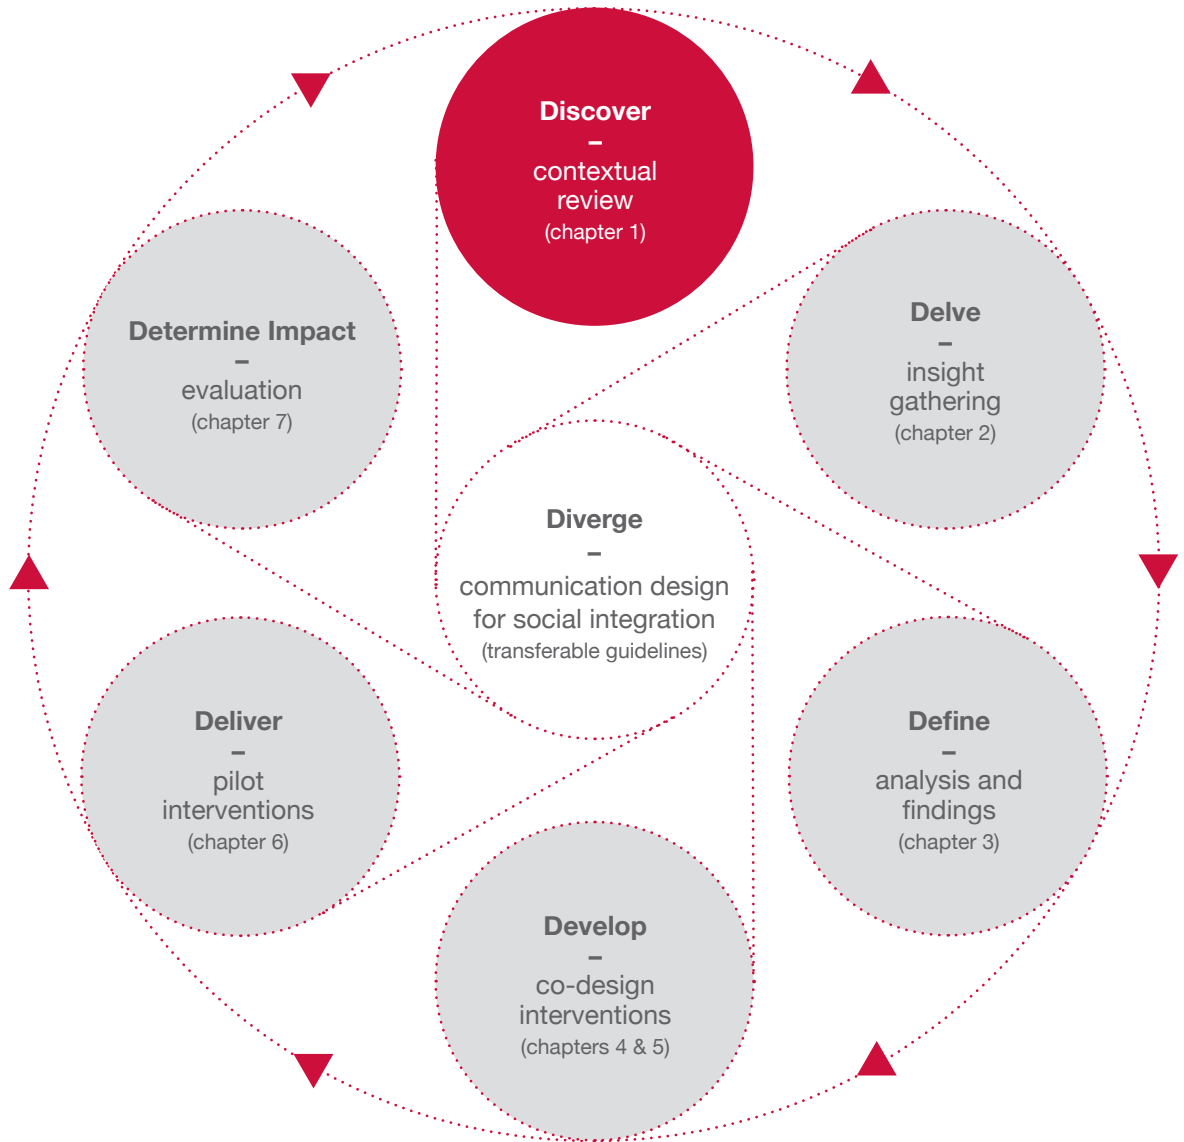 Discover
–
contextual
review
(chapter 1)
Delve
–
insight
gathering
(chapter 2)
Define
–
analysis and
findings
(chapter 3)
Develop
–
co-design
interventions
(chapters 4 & 5)
Deliver
–
pilot
interventions
(chapter 6)
Determine Impact
–
evaluation
(chapter 7)
Diverge
–
communication design
for social integration
(transferable guidelines)